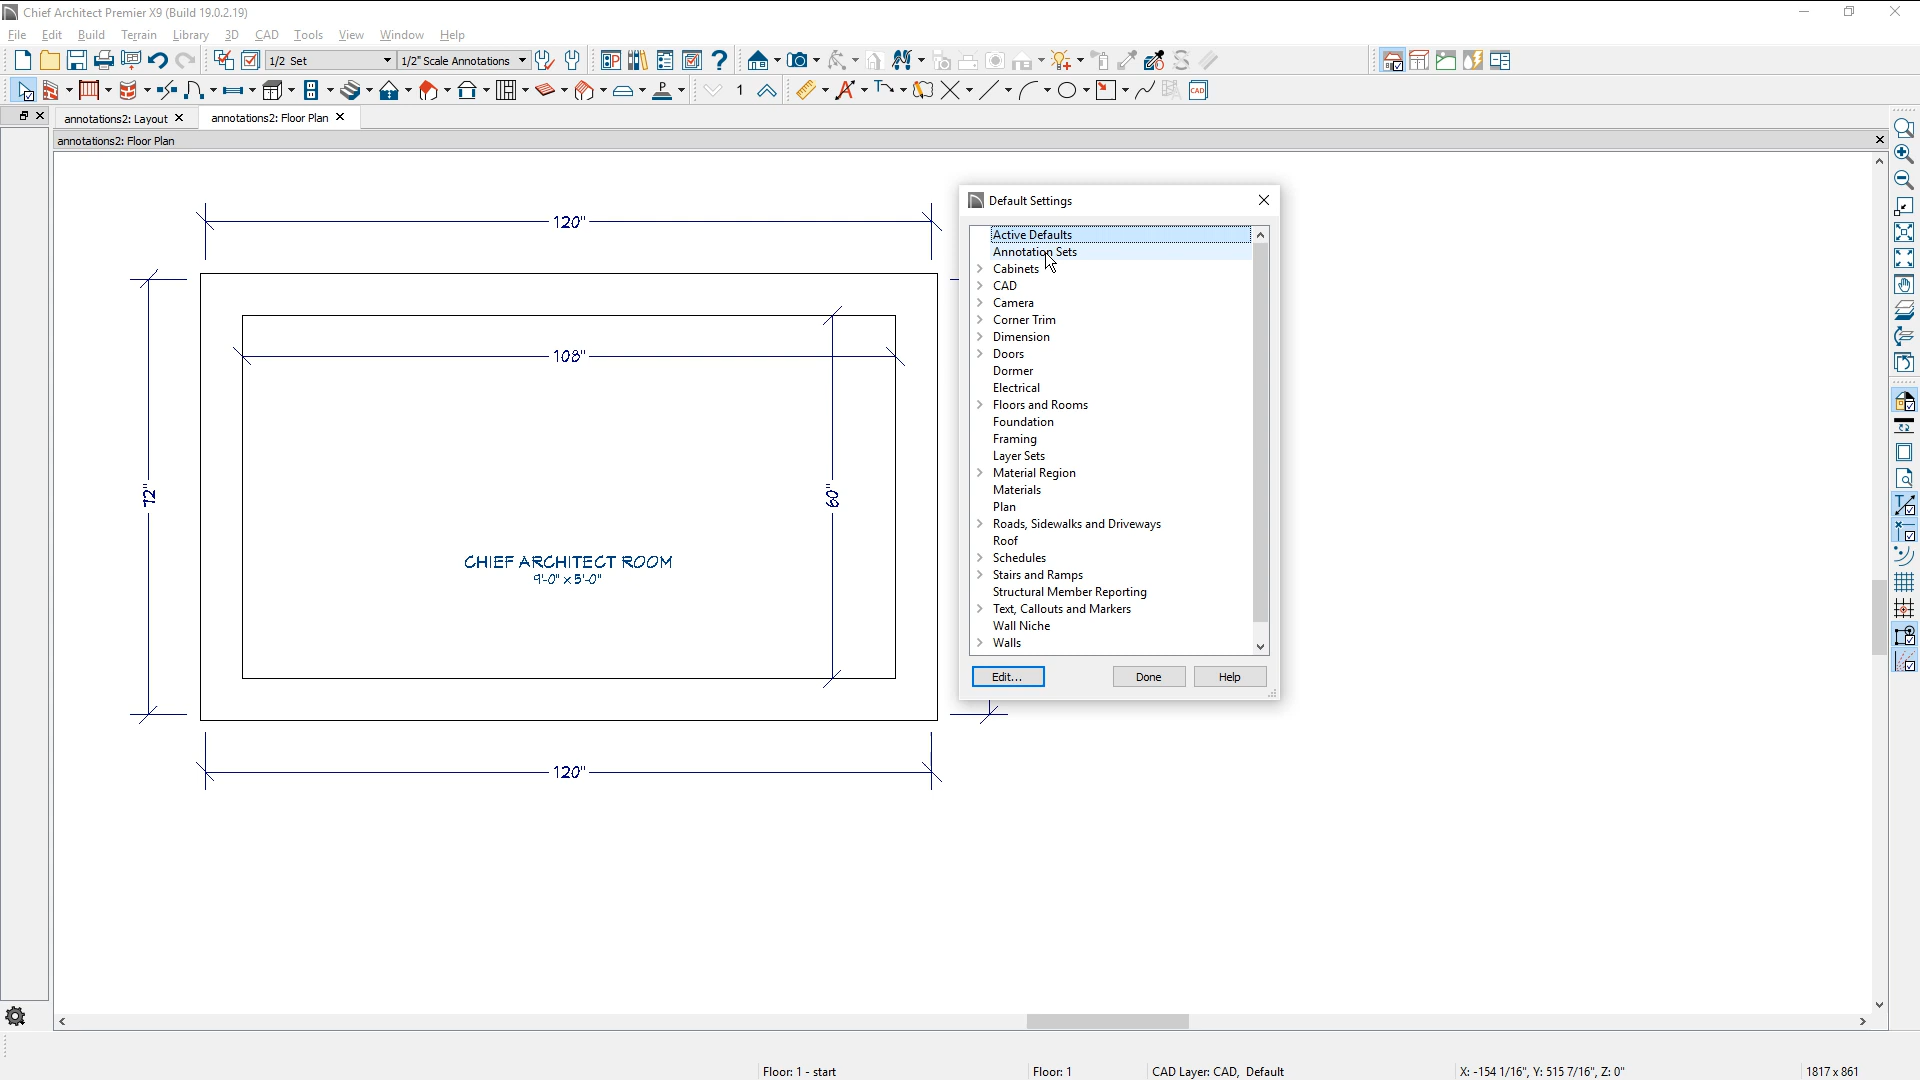 Chief Architect Premier X9 (Build 19.0.2.19)
File Edit Build Terrain Library 3D CAD Tools View Window Help
1/2 Set 1/2" Scale Annotations
1 P CAD
annotations2: Layout annotations2: Floor Plan
annotations2: Floor Plan
120"
108"
72"
60"
CHIEF ARCHITECT ROOM
9'-0" x 5'-0"
120"
Default Settings
Active Defaults
Annotation Sets
Cabinets
CAD
Camera
Corner Trim
Dimension
Doors
Dormer
Electrical
Floors and Rooms
Foundation
Framing
Layer Sets
Material Region
Materials
Plan
Roads, Sidewalks and Driveways
Roof
Schedules
Stairs and Ramps
Structural Member Reporting
Text, Callouts and Markers
Wall Niche
Walls
Edit... Done Help
Floor: 1 - start Floor: 1 CAD Layer: CAD, Default X: -154 1/16", Y: 515 7/16", Z: 0" 1817 x 861